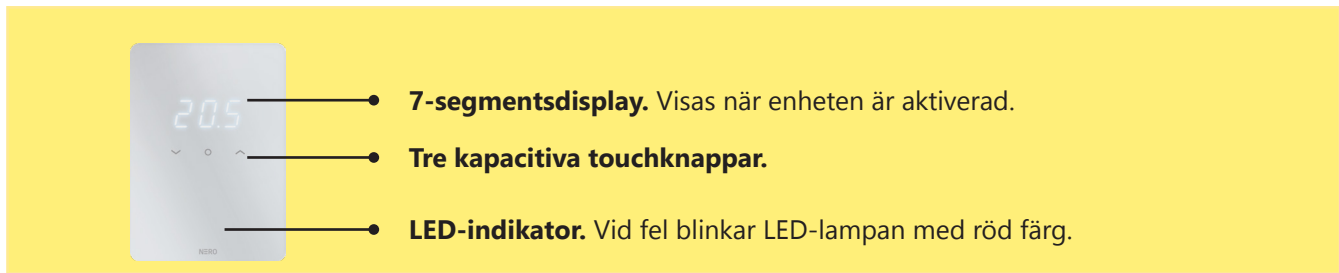 20.5
7-segmentsdisplay. Visas när enheten är aktiverad.
Tre kapacitiva touchknappar.
LED-indikator. Vid fel blinkar LED-lampan med röd färg.